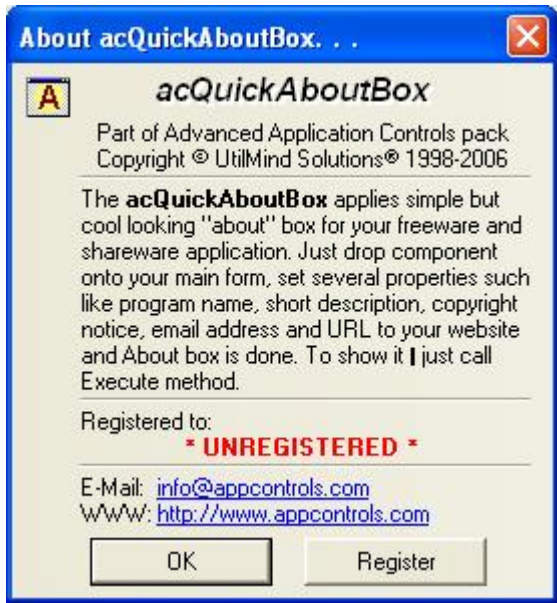 About acQuickAboutBox. . .
A
acQuickAboutBox
Part of Advanced Application Controls pack
Copyright © UtilMind Solutions® 1998-2006
The acQuickAboutBox applies simple but
cool looking "about" box for your freeware and
shareware application. Just drop component
onto your main form, set several properties such
like program name, short description, copyright
notice, email address and URL to your website
and About box is done. To show it I just call
Execute method.
Registered to:
* UNREGISTERED *
E-Mail: info@appcontrols.com
WWW: http://www.appcontrols.com
OK Register